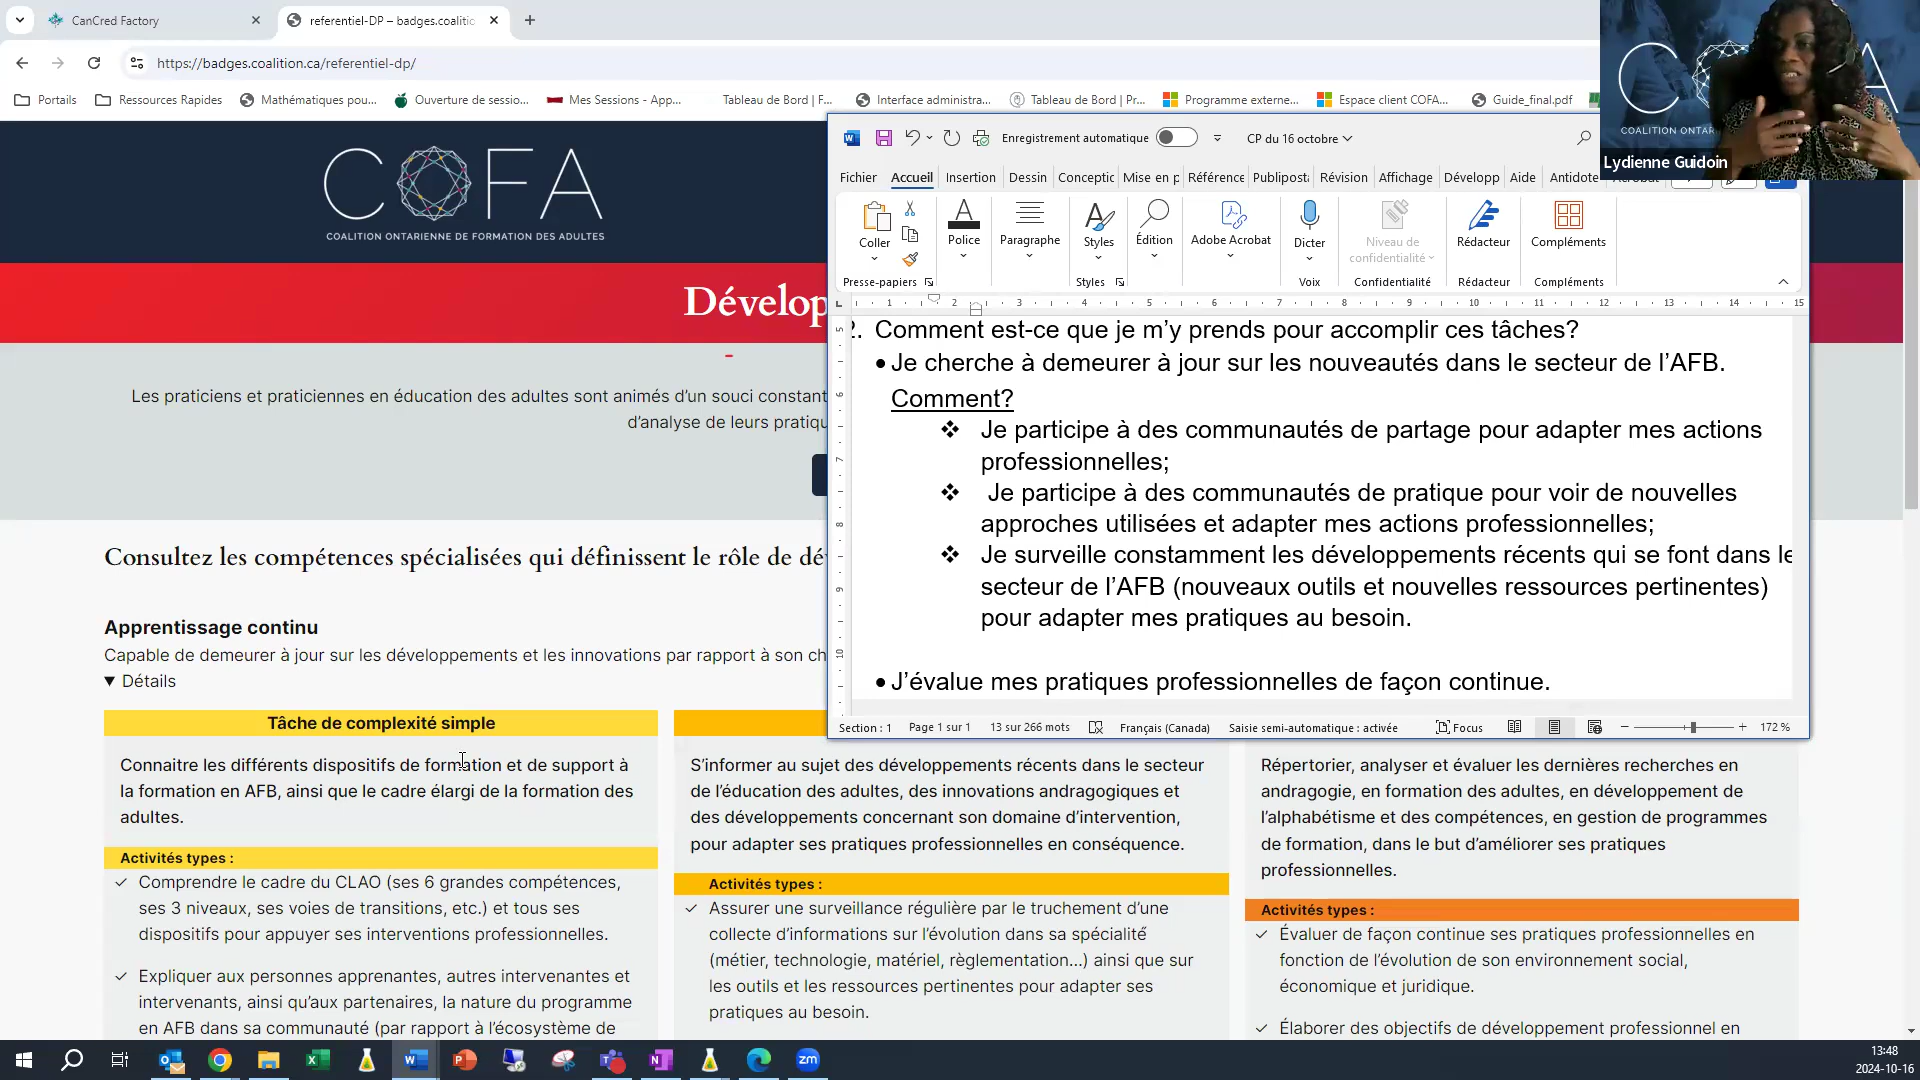 CanCred Factory
referentiel-DP – badges.coalitio
https://badges.coalition.ca/referentiel-dp/
Portails
Ressources Rapides
Mathématiques pou...
Ouverture de sessio...
Mes Sessions - App...
Tableau de Bord | F...
Interface administra...
Tableau de Bord | Pr...
Programme externe...
Espace client COFA...
Guide_final.pdf
COFA
COALITION ONTARIENNE DE FORMATION DES ADULTES
Dévelop
Les praticiens et praticiennes en éducation des adultes sont animés d'un souci constant
d'analyse de leurs pratiqu
Consultez les compétences spécialisées qui définissent le rôle de dé
Apprentissage continu
Capable de demeurer à jour sur les développements et les innovations par rapport à son ch
Détails
Tâche de complexité simple
Connaitre les différents dispositifs de formation et de support à
la formation en AFB, ainsi que le cadre élargi de la formation des
adultes.
Activités types :
Comprendre le cadre du CLAO (ses 6 grandes compétences,
ses 3 niveaux, ses voies de transitions, etc.) et tous ses
dispositifs pour appuyer ses interventions professionnelles.
Expliquer aux personnes apprenantes, autres intervenantes et
intervenants, ainsi qu'aux partenaires, la nature du programme
en AFB dans sa communauté (par rapport à l'écosystème de
S'informer au sujet des développements récents dans le secteur
de l'éducation des adultes, des innovations andragogiques et
des développements concernant son domaine d'intervention,
pour adapter ses pratiques professionnelles en conséquence.
Activités types :
Assurer une surveillance régulière par le truchement d'une
collecte d'informations sur l'évolution dans sa spécialité
(métier, technologie, matériel, règlementation...) ainsi que sur
les outils et les ressources pertinentes pour adapter ses
pratiques au besoin.
Répertorier, analyser et évaluer les dernières recherches en
andragogie, en formation des adultes, en développement de
l'alphabétisme et des compétences, en gestion de programmes
de formation, dans le but d'améliorer ses pratiques
professionnelles.
Activités types :
Évaluer de façon continue ses pratiques professionnelles en
fonction de l'évolution de son environnement social,
économique et juridique.
Élaborer des objectifs de développement professionnel en
Enregistrement automatique
CP du 16 octobre
Fichier Accueil Insertion Dessin Conceptic Mise en p Référence Publipost Révision Affichage Développ Aide Antidote
Coller
Police
Paragraphe
Styles
Édition
Adobe Acrobat
Dicter
Niveau de
confidentialité
Rédacteur
Compléments
Presse-papiers
Styles
Voix
Confidentialité
Rédacteur
Compléments
1 2 3 4 5 6 7 8 9 10 11 12 13 14 15
2. Comment est-ce que je m'y prends pour accomplir ces tâches?
• Je cherche à demeurer à jour sur les nouveautés dans le secteur de l'AFB.
Comment?
❖ Je participe à des communautés de partage pour adapter mes actions
professionnelles;
❖ Je participe à des communautés de pratique pour voir de nouvelles
approches utilisées et adapter mes actions professionnelles;
❖ Je surveille constamment les développements récents qui se font dans le
secteur de l'AFB (nouveaux outils et nouvelles ressources pertinentes)
pour adapter mes pratiques au besoin.
• J'évalue mes pratiques professionnelles de façon continue.
Section : 1
Page 1 sur 1
13 sur 266 mots
Français (Canada)
Saisie semi-automatique : activée
Focus
172 %
COALITION ONTAR
Lydienne Guidoin
13:48
2024-10-16